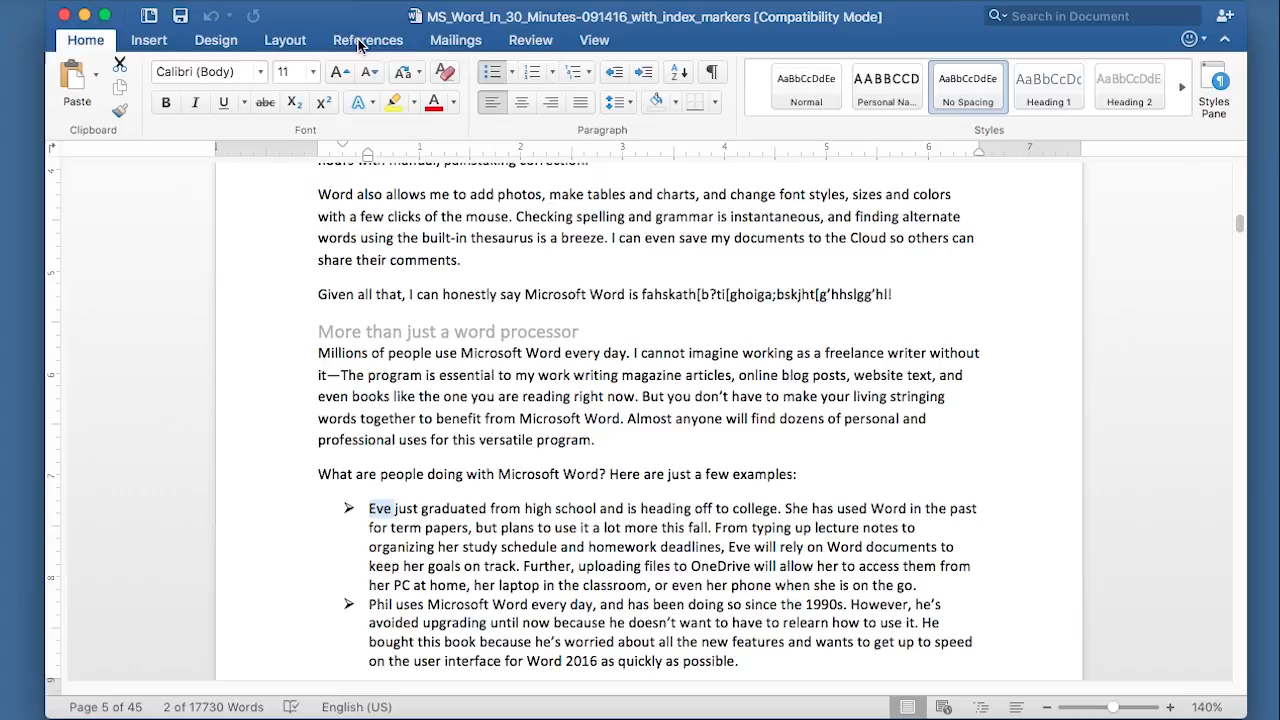 MS_Word_In_30_Minutes-091416_with_index_markers [Compatibility Mode]
Search in Document
Home Insert Design Layout References Mailings Review View
Paste
Calibri (Body) 11
B I U abc X2 X2 A A
AaBbCcDdEe AABBCCD AaBbCcDdEe AaBbCcDc AaBbCcDdEe
Normal Personal Na... No Spacing Heading 1 Heading 2
Styles
Pane
Clipboard Font Paragraph Styles
1 1 2 3 4 5 6 7
hours with manual, painstaking correction.
Word also allows me to add photos, make tables and charts, and change font styles, sizes and colors
with a few clicks of the mouse. Checking spelling and grammar is instantaneous, and finding alternate
words using the built-in thesaurus is a breeze. I can even save my documents to the Cloud so others can
share their comments.
Given all that, I can honestly say Microsoft Word is fahskath[b?ti[ghoiga;bskjht[g’hhslgg’hl!
More than just a word processor
Millions of people use Microsoft Word every day. I cannot imagine working as a freelance writer without
it—The program is essential to my work writing magazine articles, online blog posts, website text, and
even books like the one you are reading right now. But you don’t have to make your living stringing
words together to benefit from Microsoft Word. Almost anyone will find dozens of personal and
professional uses for this versatile program.
What are people doing with Microsoft Word? Here are just a few examples:
Eve just graduated from high school and is heading off to college. She has used Word in the past
for term papers, but plans to use it a lot more this fall. From typing up lecture notes to
organizing her study schedule and homework deadlines, Eve will rely on Word documents to
keep her goals on track. Further, uploading files to OneDrive will allow her to access them from
her PC at home, her laptop in the classroom, or even her phone when she is on the go.
Phil uses Microsoft Word every day, and has been doing so since the 1990s. However, he’s
avoided upgrading until now because he doesn’t want to have to relearn how to use it. He
bought this book because he’s worried about all the new features and wants to get up to speed
on the user interface for Word 2016 as quickly as possible.
Page 5 of 45 2 of 17730 Words English (US) 140%